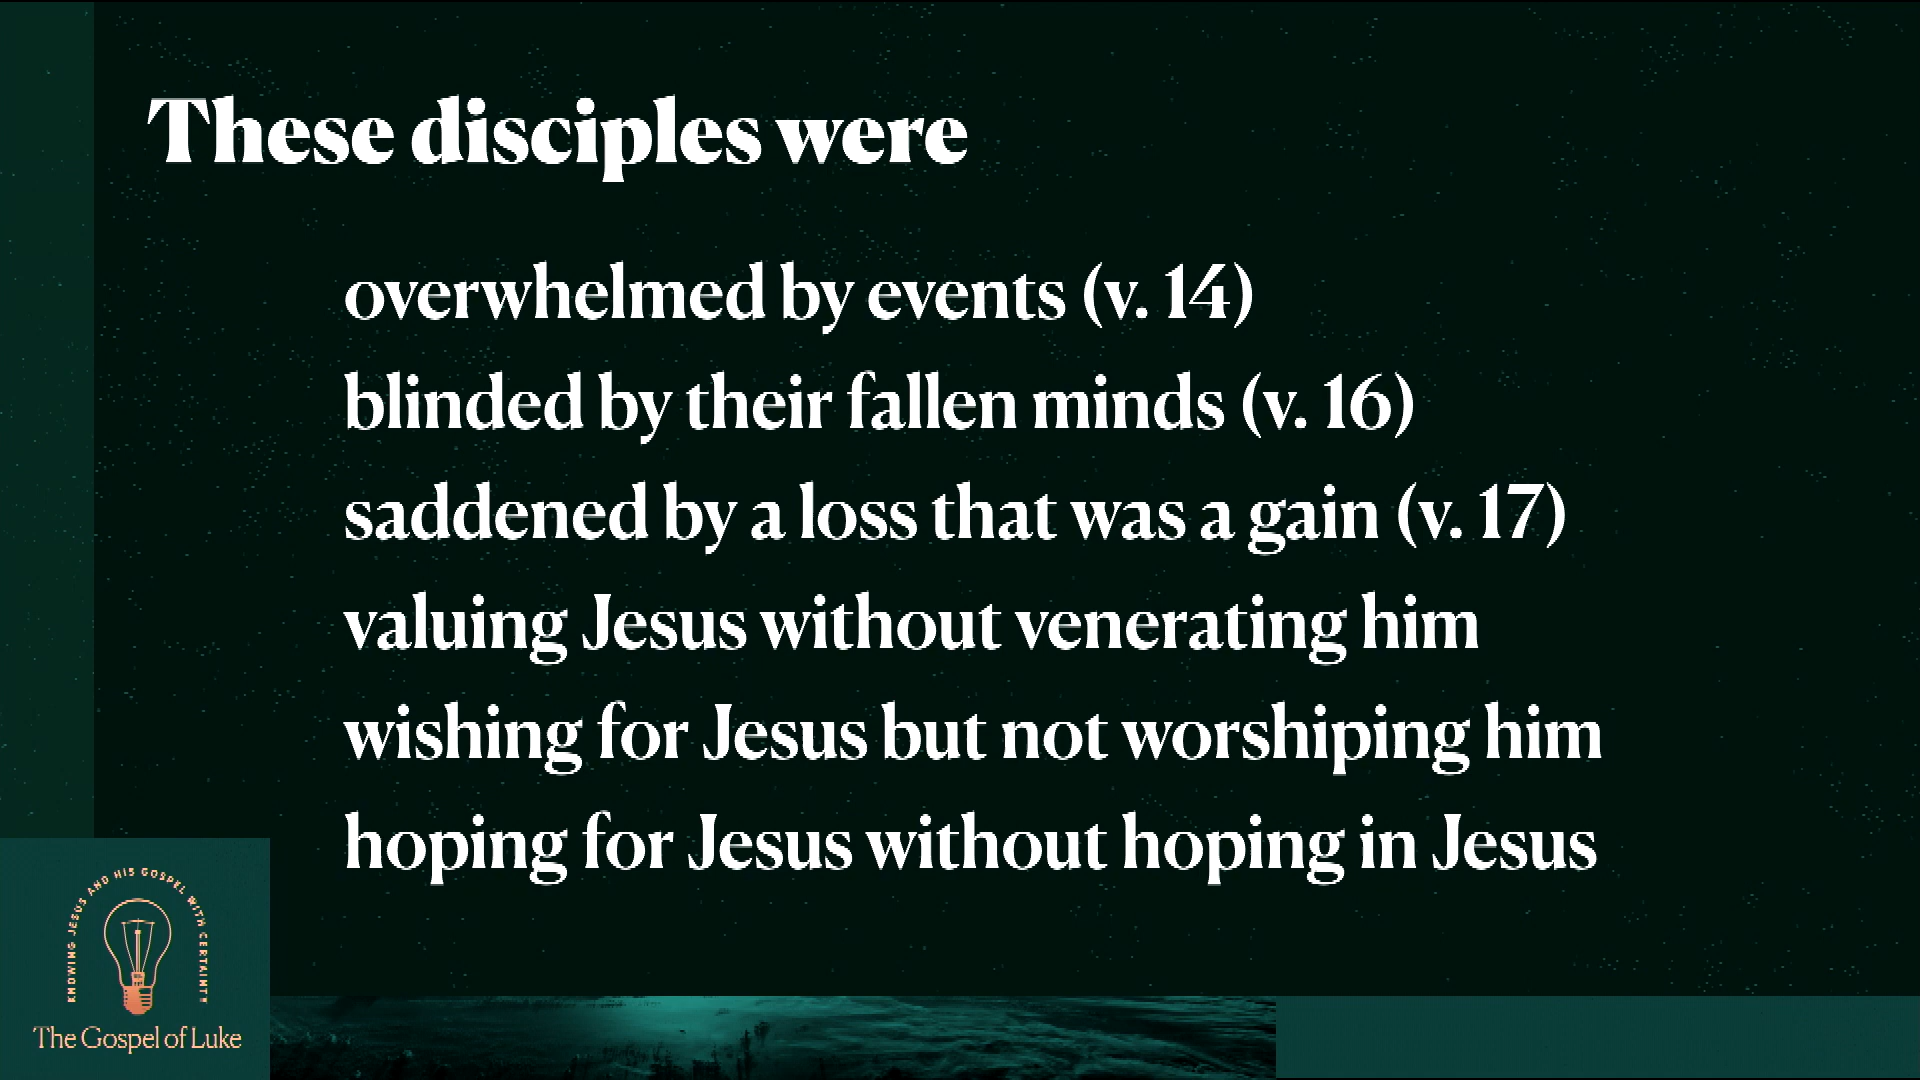 These disciples were
overwhelmed by events (v. 14)
blinded by their fallen minds (v. 16)
saddened by a loss that was a gain (v. 17)
valuing Jesus without venerating him
wishing for Jesus but not worshiping him
hoping for Jesus without hoping in Jesus
KNOWING JESUS AND HIS GOSPEL WITH CERTAINTY
The Gospel of Luke